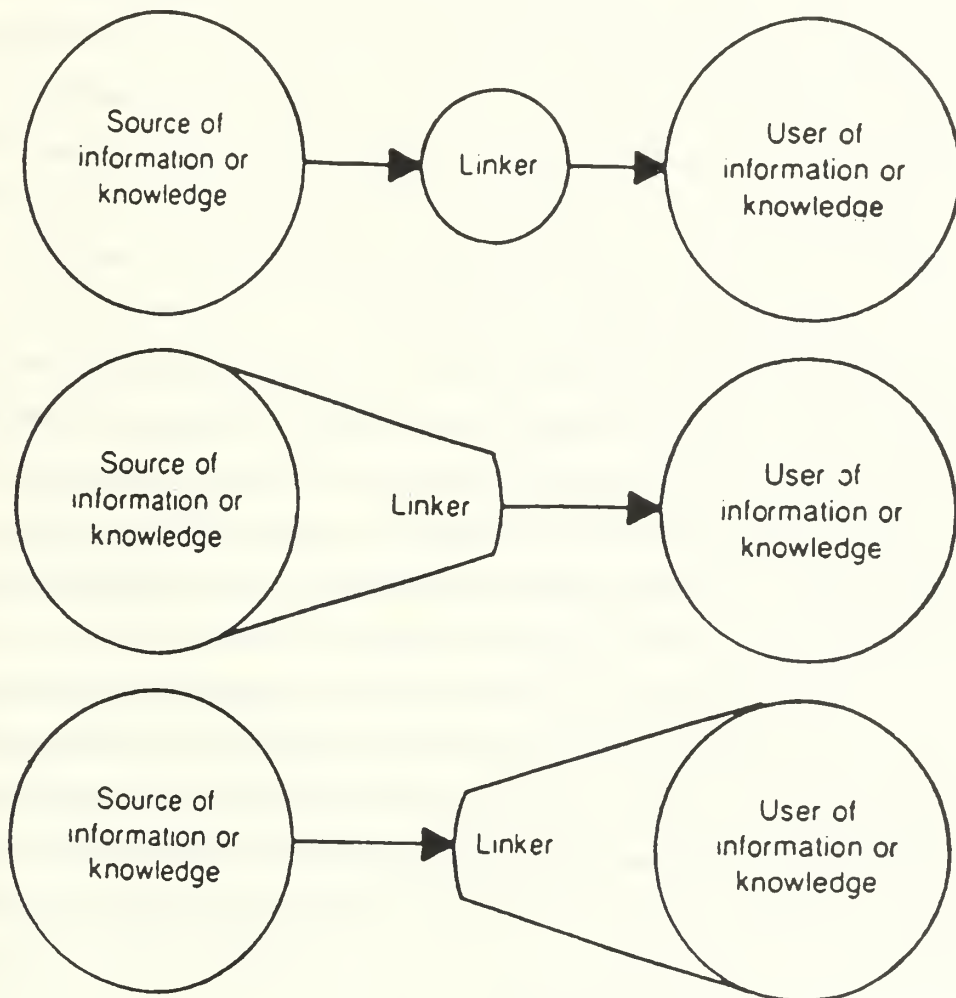 Source of
information or
knowledge
Linker
User of
information or
knowledge
Source of
information or
knowledge
Linker
User of
information or
knowledge
Source of
information or
knowledge
Linker
User of
information or
knowledge